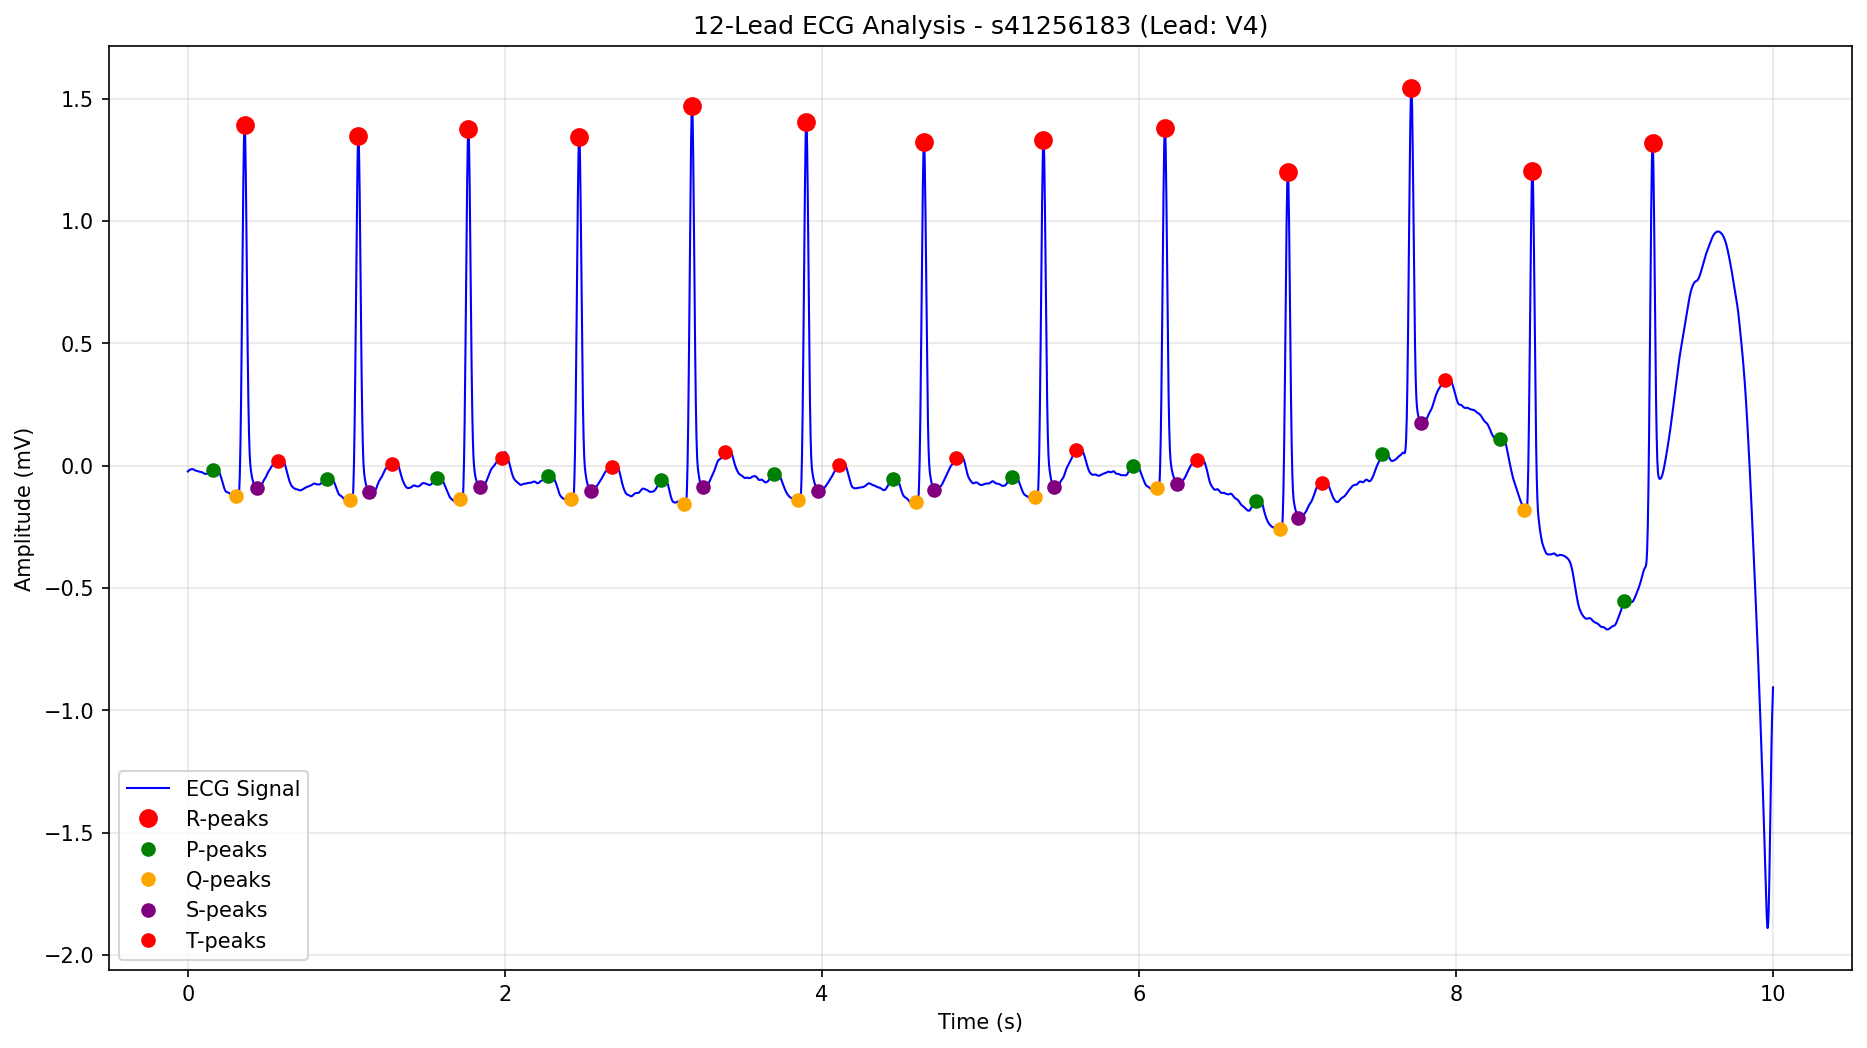 12-Lead ECG Analysis - s41256183 (Lead: V4)
Amplitude (mV)
1.5
1.0
0.5
0.0
−0.5
−1.0
−1.5
−2.0
ECG Signal
R-peaks
P-peaks
Q-peaks
S-peaks
T-peaks
0 2 4 6 8 10
Time (s)